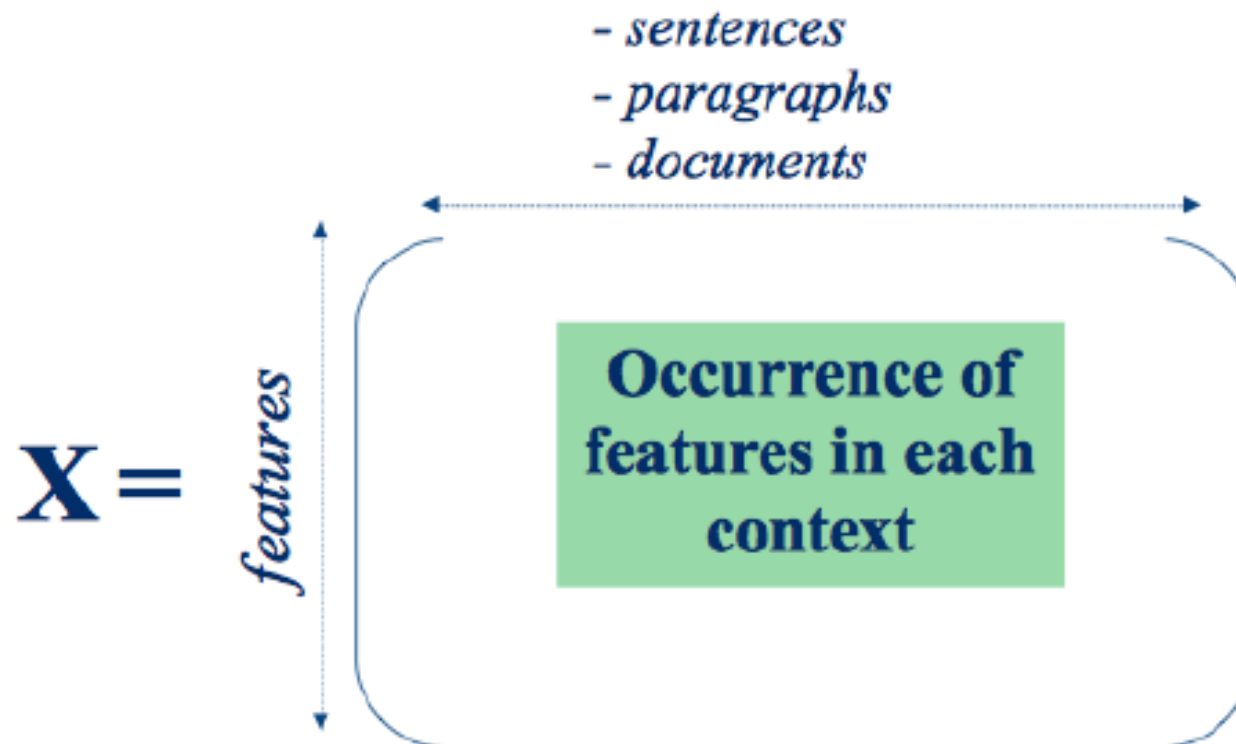 - sentences
- paragraphs
- documents
X =
features
Occurrence of
features in each
context